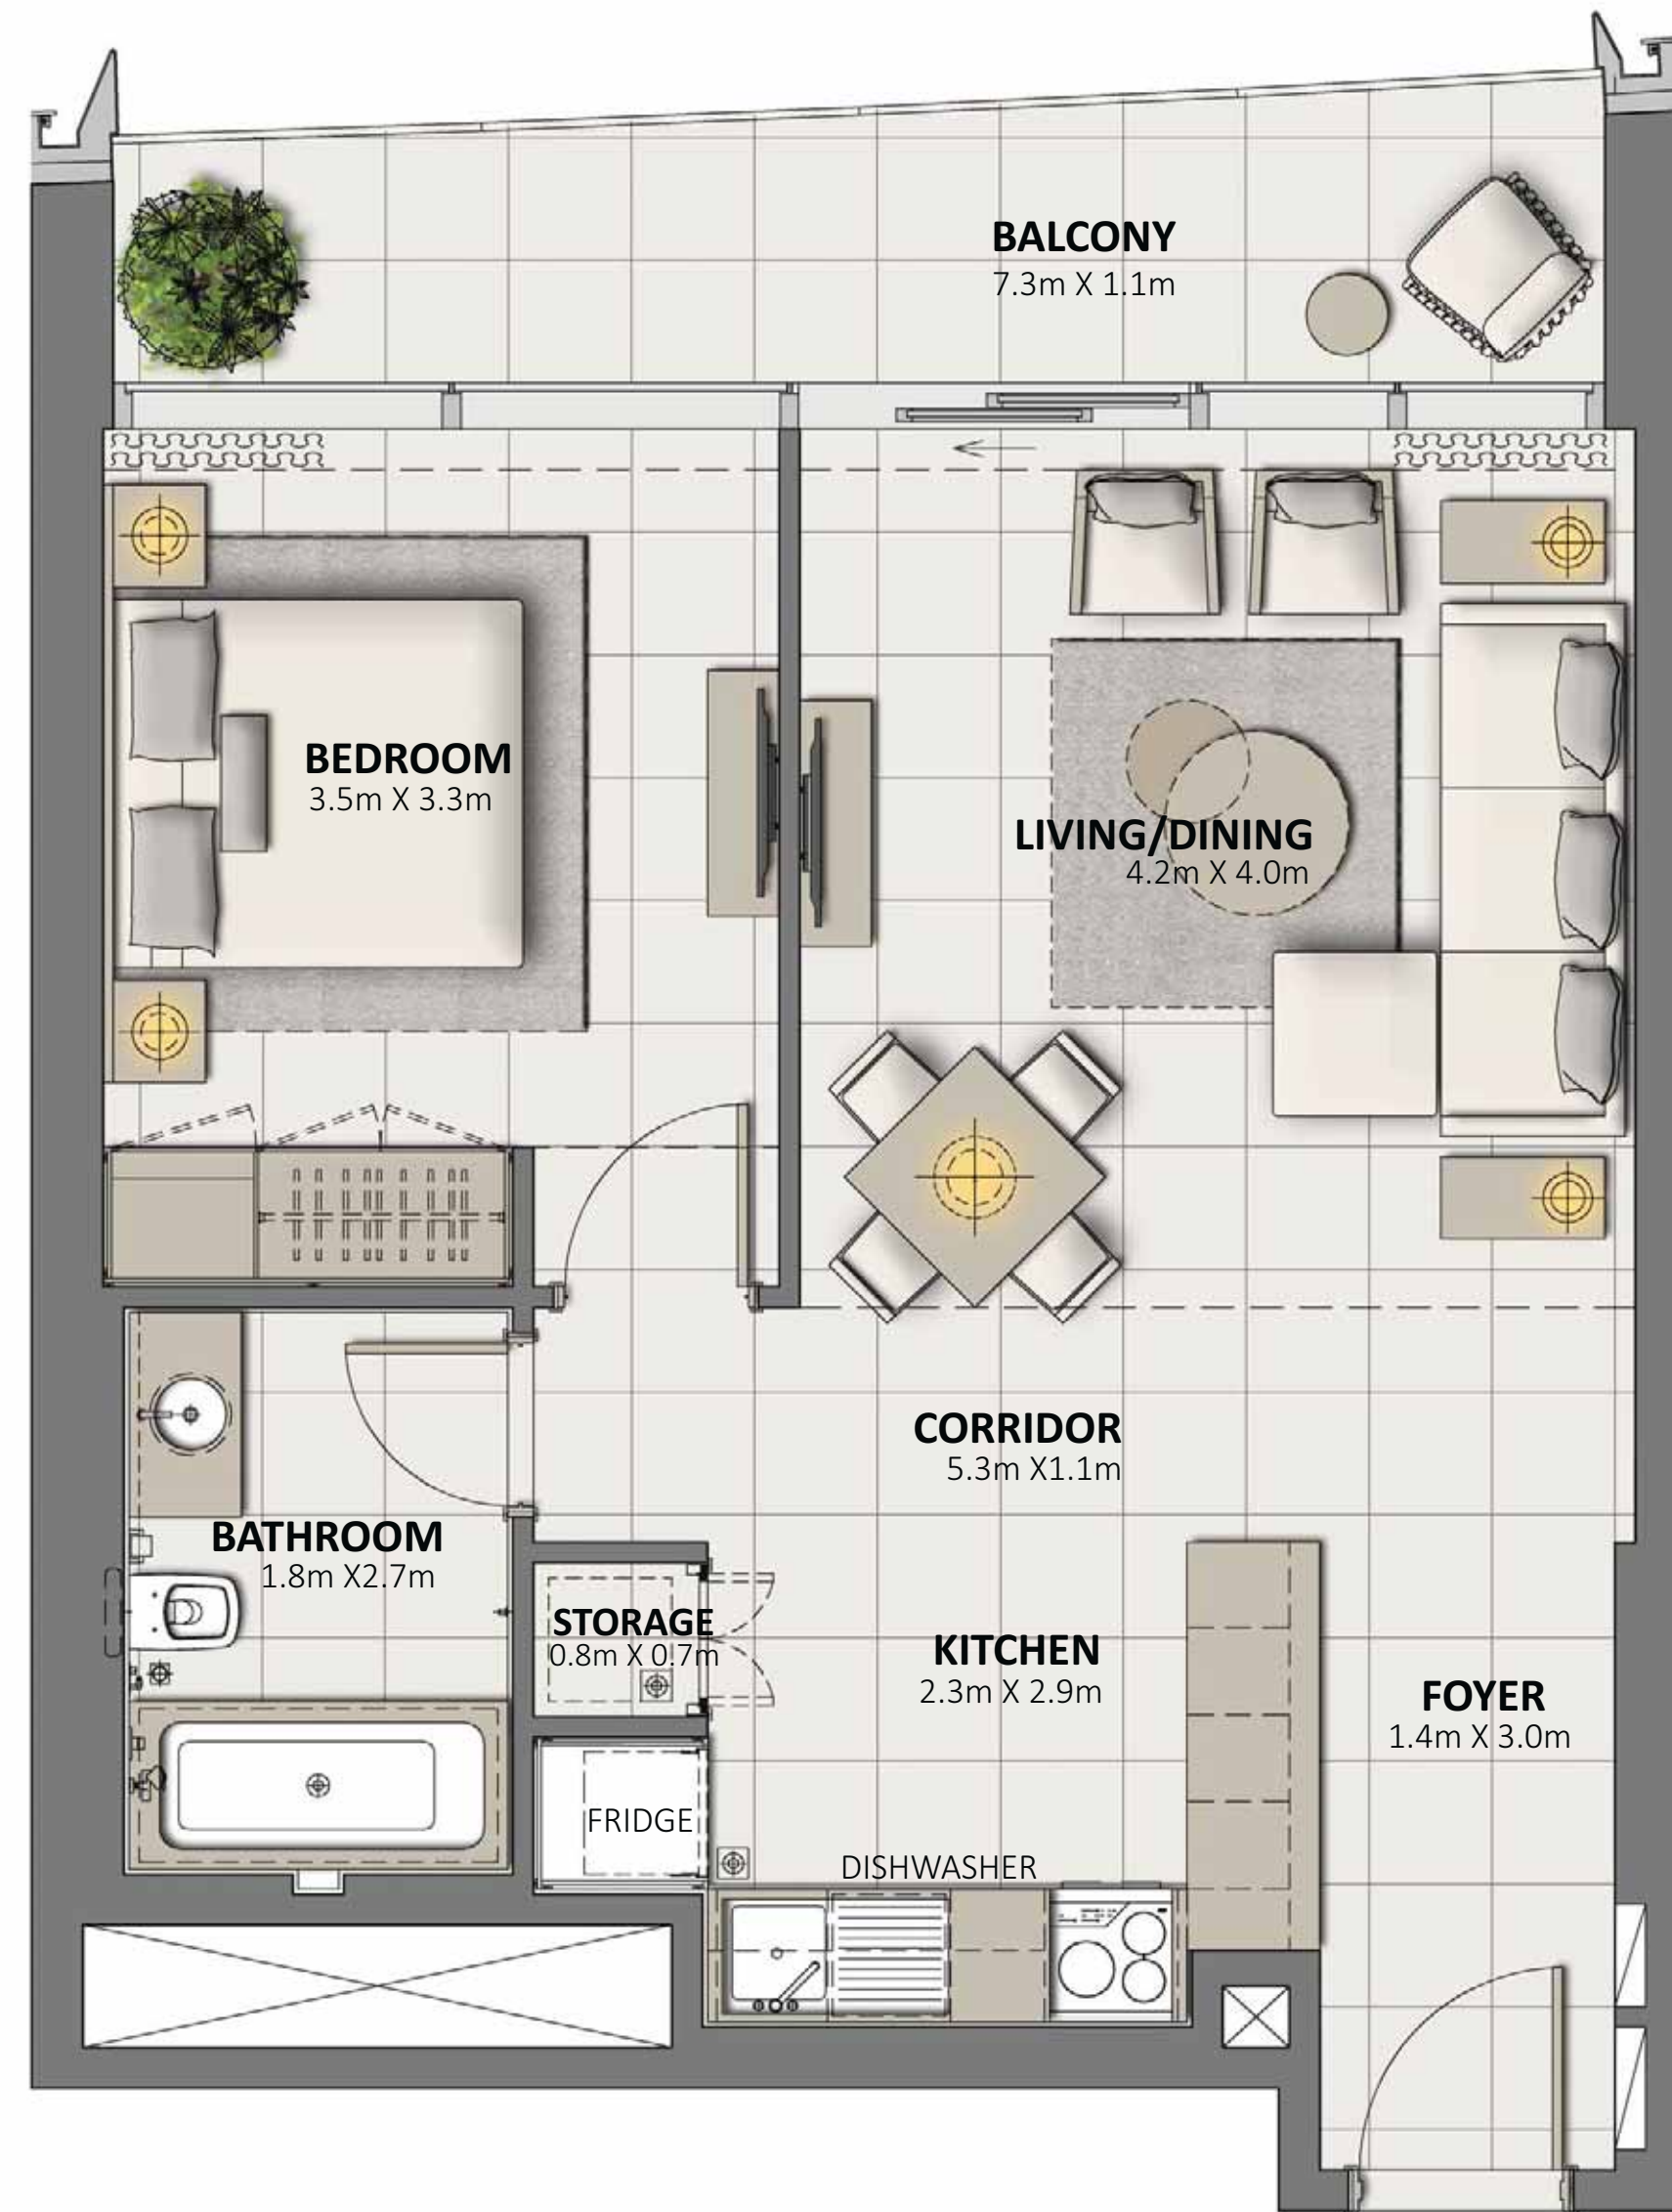 BALCONY
7.3m X 1.1m
BEDROOM
3.5m X 3.3m
LIVING/DINING
4.2m X 4.0m
CORRIDOR
5.3m X1.1m
BATHROOM
1.8m X2.7m
STORAGE
0.8m X 0.7m
KITCHEN
2.3m X 2.9m
FOYER
1.4m X 3.0m
FRIDGE
DISHWASHER